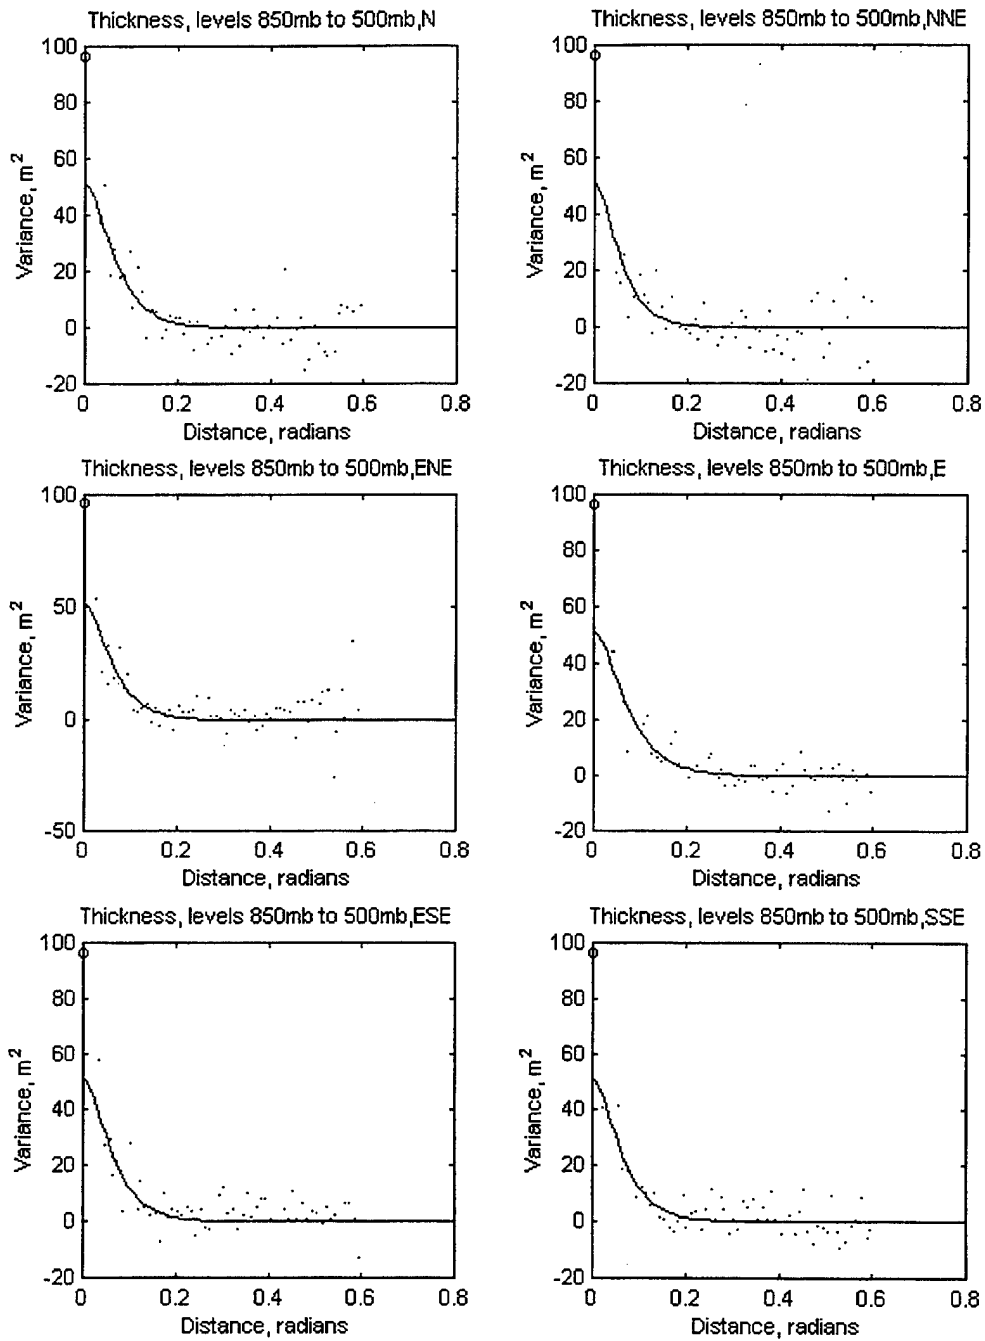 Thickness, levels 850mb to 500mb,N
100
80
60
40
20
0
-20
Variance, m²
0 0.2 0.4 0.6 0.8
Distance, radians
Thickness, levels 850mb to 500mb,NNE
100
80
60
40
20
0
-20
Variance, m²
0 0.2 0.4 0.6 0.8
Distance, radians
Thickness, levels 850mb to 500mb,ENE
100
50
0
-50
Variance, m²
0 0.2 0.4 0.6 0.8
Distance, radians
Thickness, levels 850mb to 500mb,E
100
80
60
40
20
0
-20
Variance, m²
0 0.2 0.4 0.6 0.8
Distance, radians
Thickness, levels 850mb to 500mb,ESE
100
80
60
40
20
0
-20
Variance, m²
0 0.2 0.4 0.6 0.8
Distance, radians
Thickness, levels 850mb to 500mb,SSE
100
80
60
40
20
0
-20
Variance, m²
0 0.2 0.4 0.6 0.8
Distance, radians